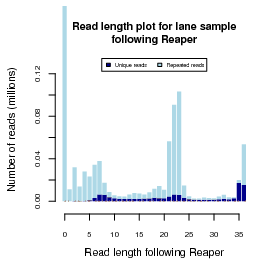 Read length plot for lane sample
following Reaper
Unique reads
Repeated reads
Number of reads (millions)
0.12
0.08
0.04
0.00
0 5 10 15 20 25 30 35
Read length following Reaper